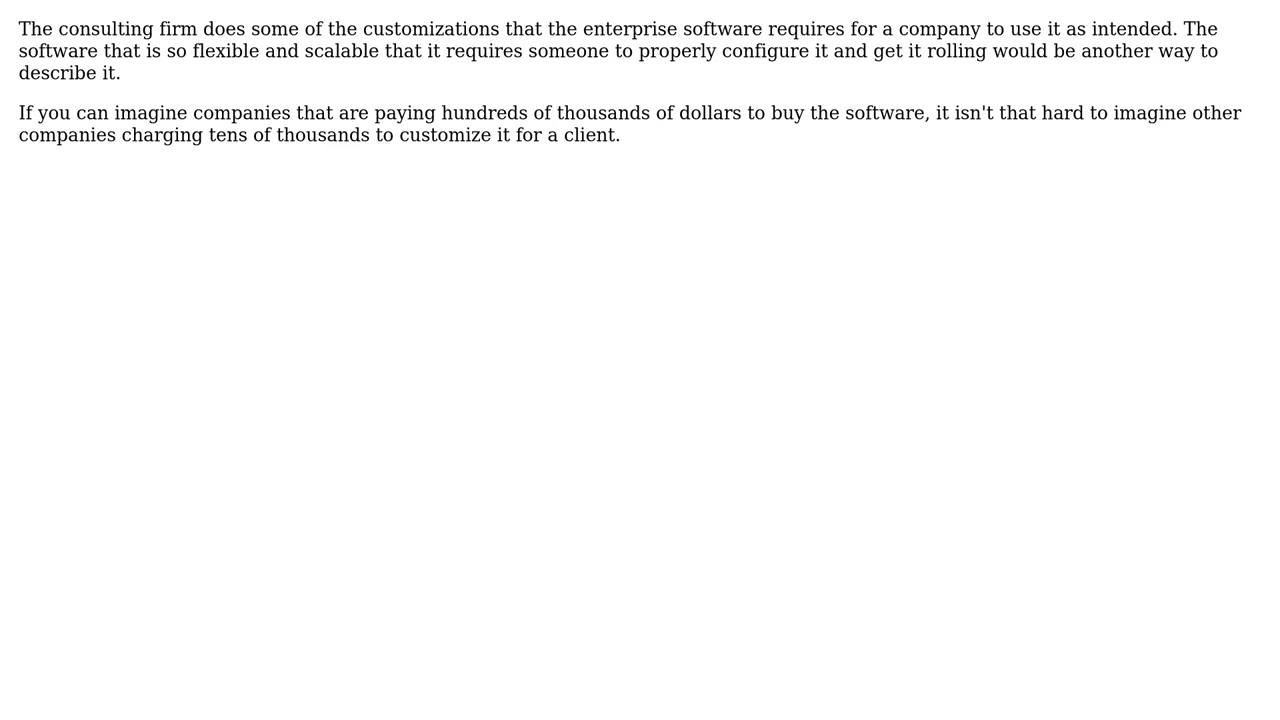 The consulting firm does some of the customizations that the enterprise software requires for a company to use it as intended. The
software that is so flexible and scalable that it requires someone to properly configure it and get it rolling would be another way to
describe it.
If you can imagine companies that are paying hundreds of thousands of dollars to buy the software, it isn't that hard to imagine other
companies charging tens of thousands to customize it for a client.